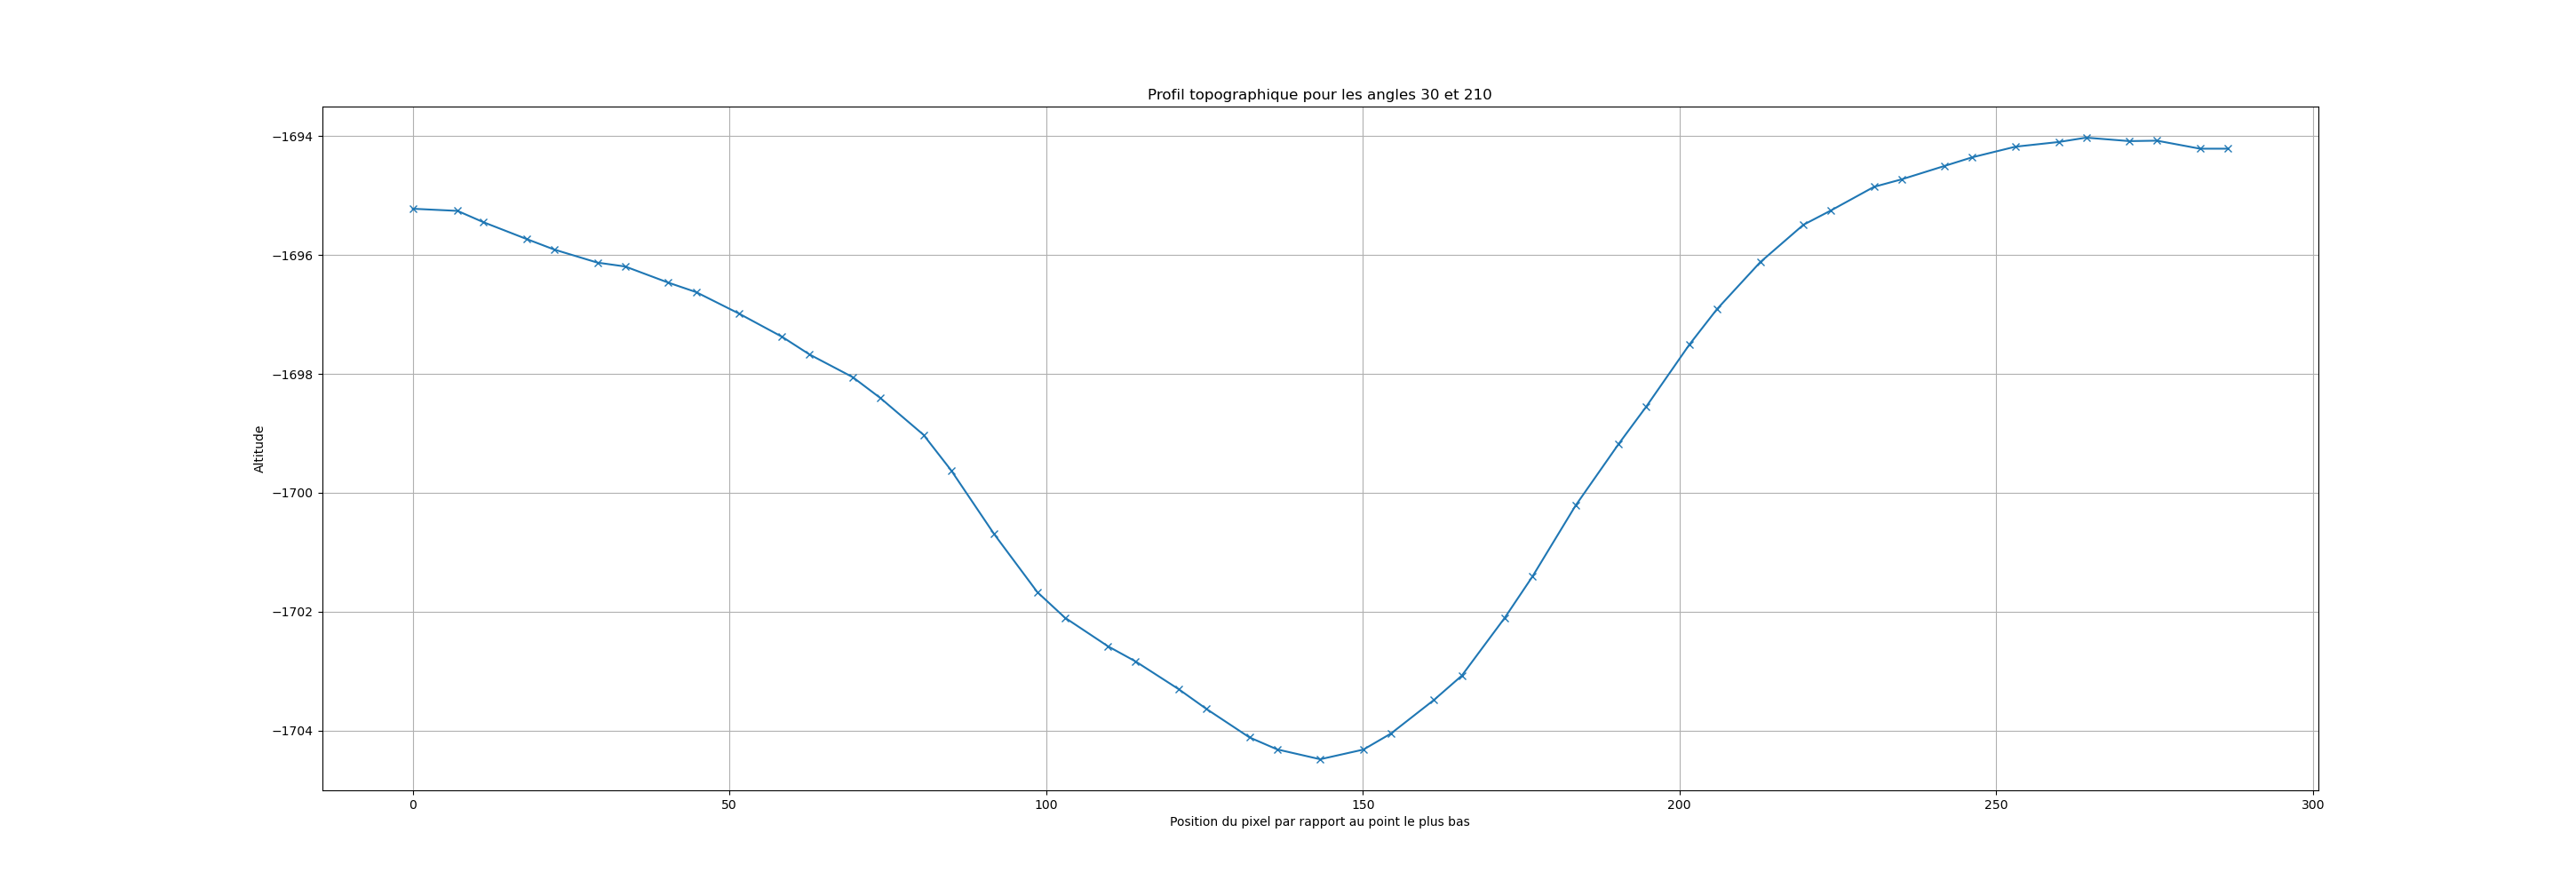 Profil topographique pour les angles 30 et 210
−1694
−1696
−1698
−1700
−1702
−1704
Altitude
0 50 100 150 200 250 300
Position du pixel par rapport au point le plus bas